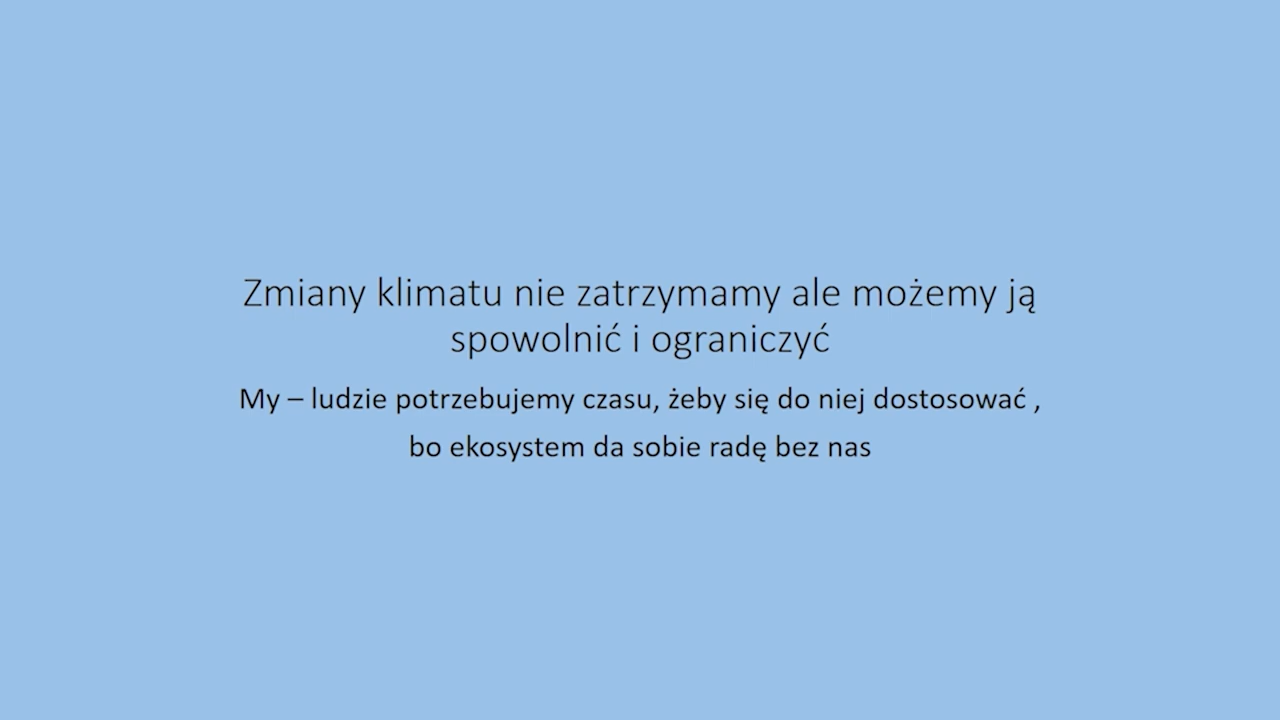 Zmiany klimatu nie zatrzymamy ale możemy ją
spowolnić i ograniczyć
My – ludzie potrzebujemy czasu, żeby się do niej dostosować ,
bo ekosystem da sobie radę bez nas